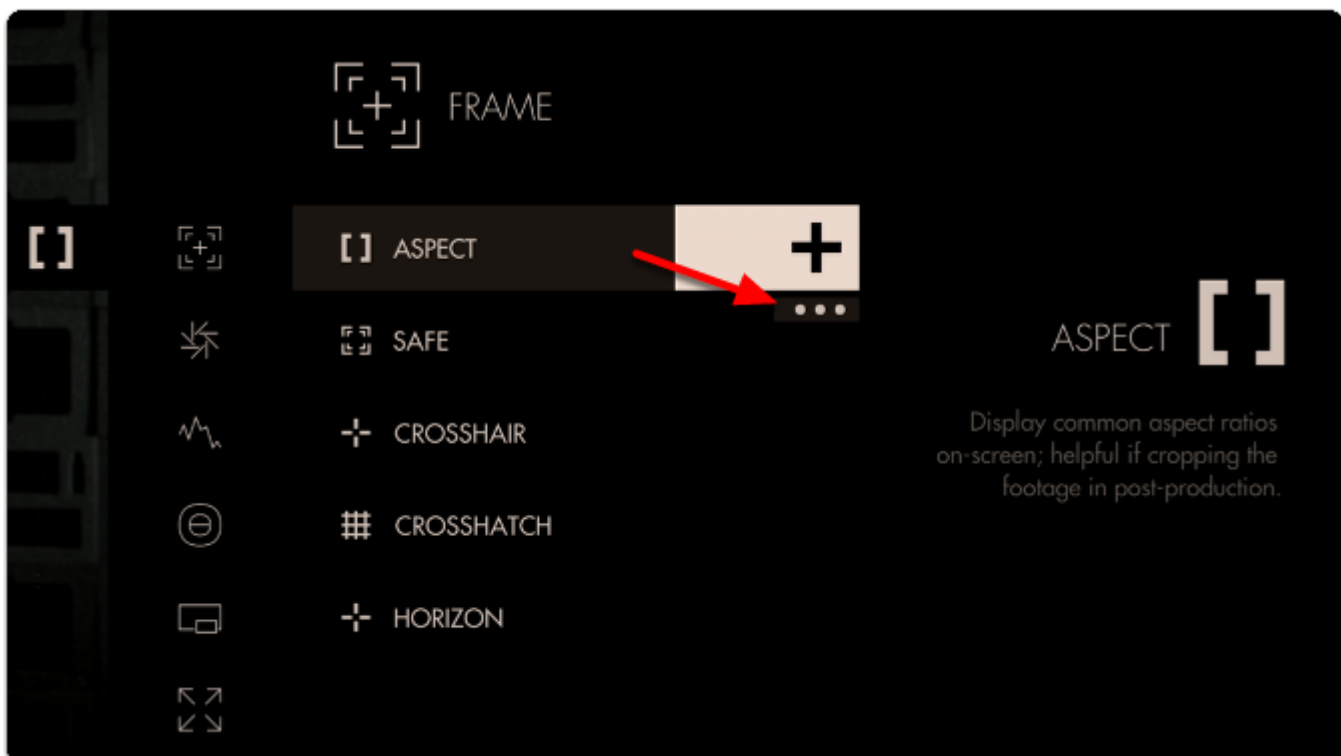 FRAME
ASPECT
SAFE
CROSSHAIR
CROSSHATCH
HORIZON
ASPECT
Display common aspect ratios
on-screen; helpful if cropping the
footage in post-production.